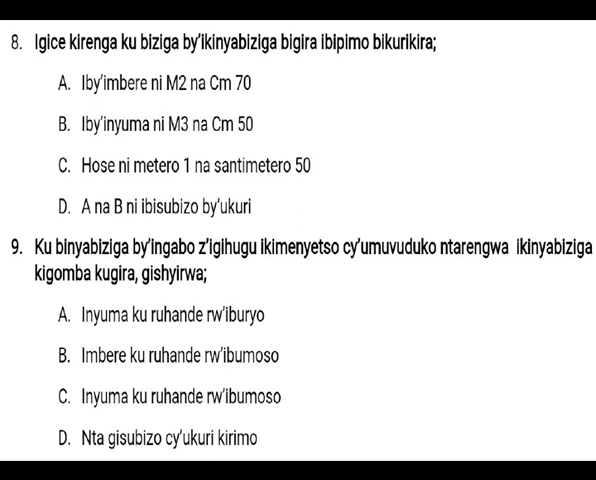 8. Igice kirenga ku biziga by'ikinyabiziga bigira ibipimo bikurikira;
A. Iby'imbere ni M2 na Cm 70
B. Iby'inyuma ni M3 na Cm 50
C. Hose ni metero 1 na santimetero 50
D. A na B ni ibisubizo by'ukuri
9. Ku binyabiziga by'ingabo z'igihugu ikimenyetso cy'umuvuduko ntarengwa ikinyabiziga
kigomba kugira, gishyirwa;
A. Inyuma ku ruhande rw'iburyo
B. Imbere ku ruhande rw'ibumoso
C. Inyuma ku ruhande rw'ibumoso
D. Nta gisubizo cy'ukuri kirimo